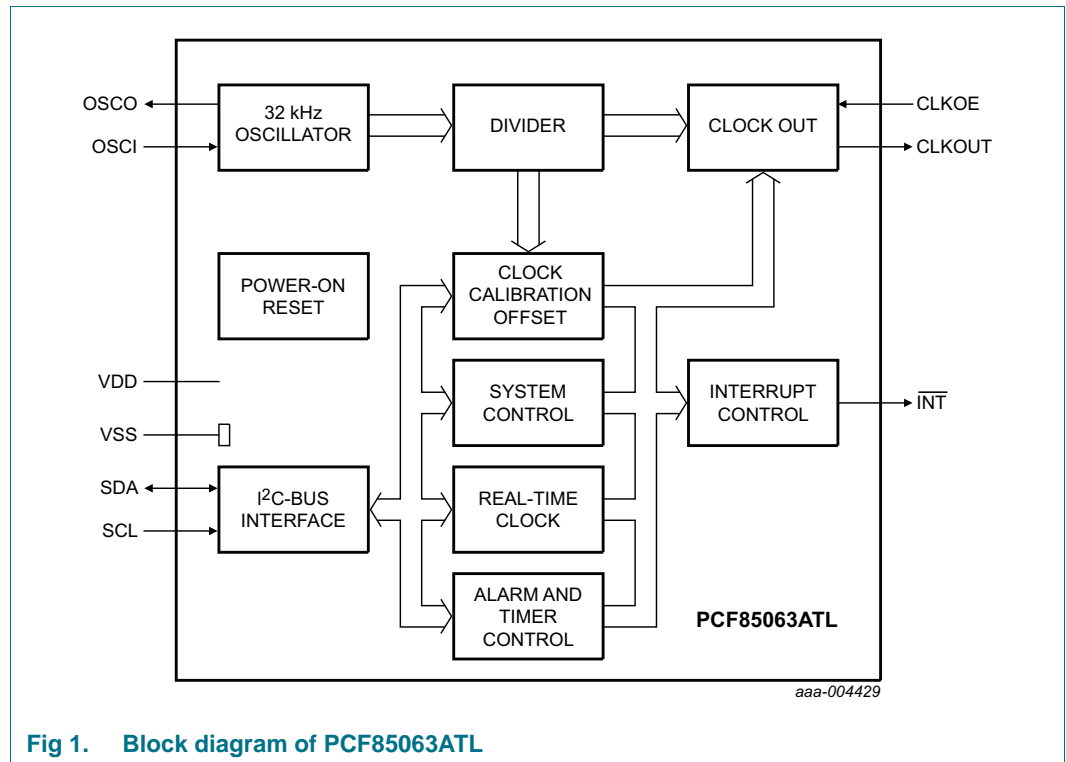 OSCO
OSCI
32 kHz
OSCILLATOR
DIVIDER
CLOCK OUT
CLKOE
CLKOUT
POWER-ON
RESET
CLOCK
CALIBRATION
OFFSET
VDD
VSS
SYSTEM
CONTROL
INTERRUPT
CONTROL
INT
SDA
SCL
I²C-BUS
INTERFACE
REAL-TIME
CLOCK
ALARM AND
TIMER
CONTROL
PCF85063ATL
aaa-004429
Fig 1. Block diagram of PCF85063ATL